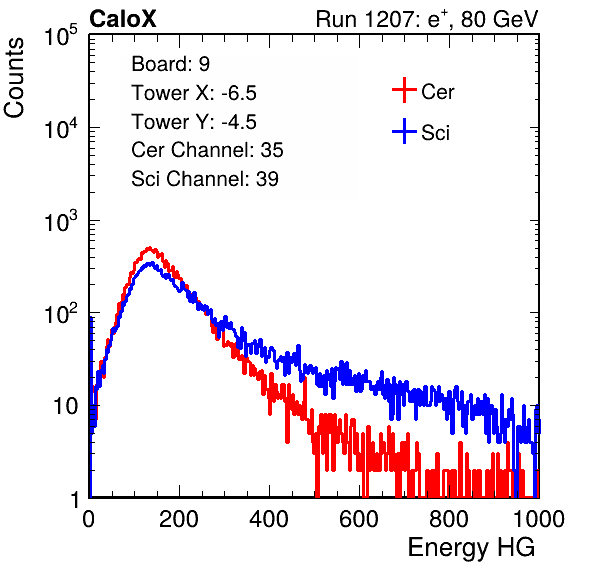 CaloX Run 1207: e⁺, 80 GeV
Counts
Board: 9
Tower X: -6.5
Tower Y: -4.5
Cer Channel: 35
Sci Channel: 39
Cer
Sci
10⁵
10⁴
10³
10²
10
1
0 200 400 600 800 1000
Energy HG